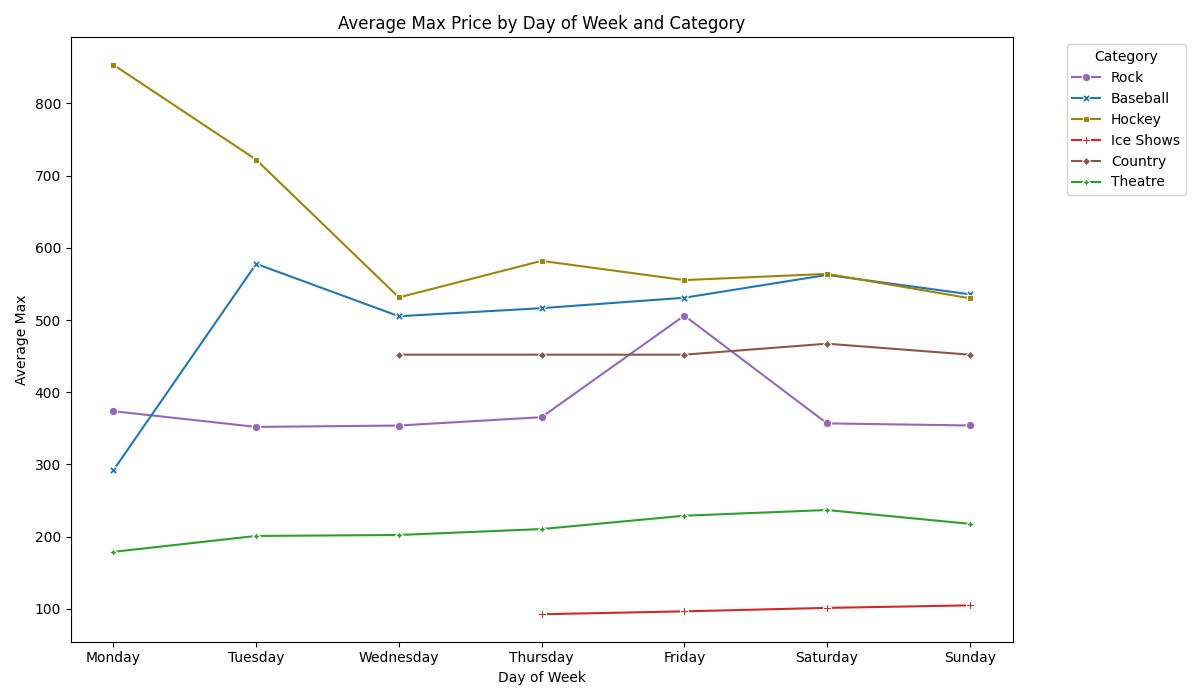 Average Max Price by Day of Week and Category
Category
Rock
Baseball
Hockey
Ice Shows
Country
Theatre
Average Max
800
700
600
500
400
300
200
100
Monday Tuesday Wednesday Thursday Friday Saturday Sunday
Day of Week